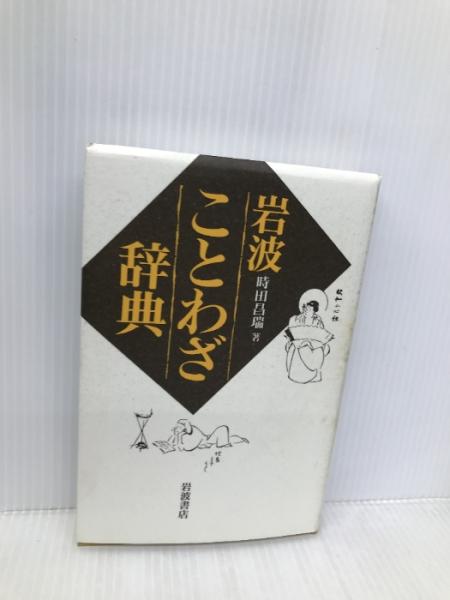 岩波
ことわざ
辞典
時田昌瑞 著
岩波書店